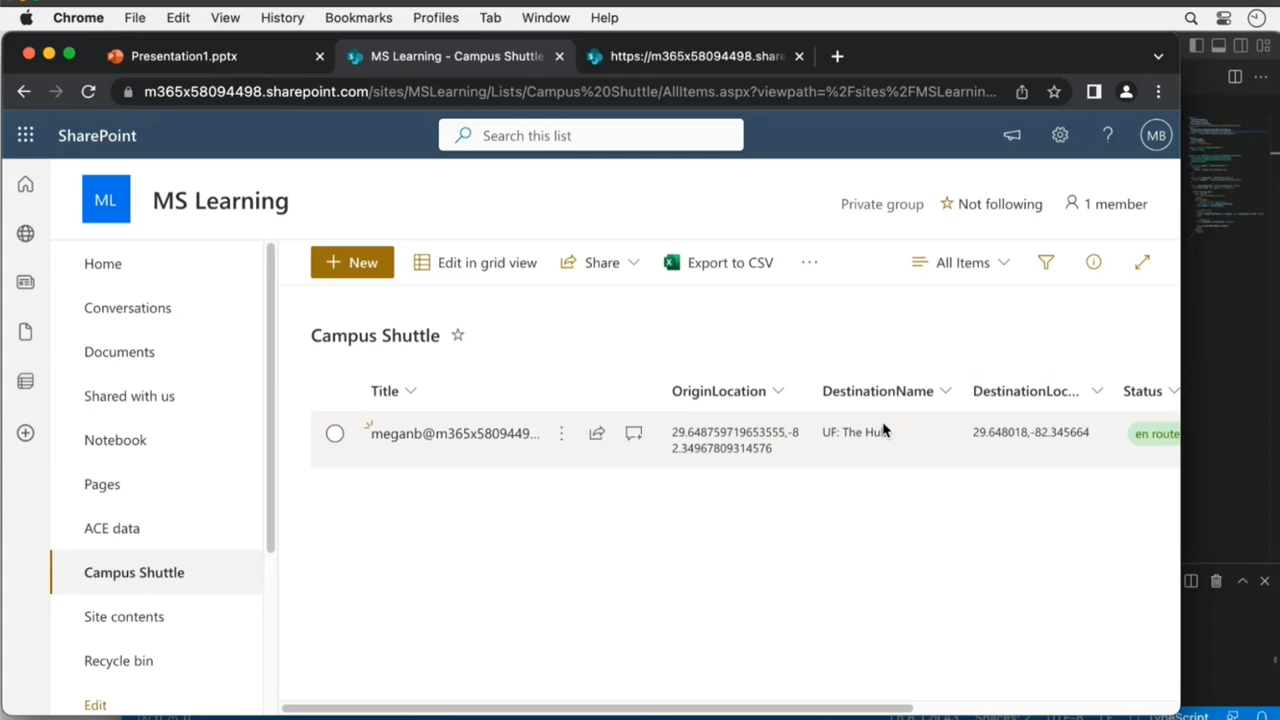 Chrome File Edit View History Bookmarks Profiles Tab Window Help
Presentation1.pptx
MS Learning - Campus Shuttle
https://m365x58094498.share
m365x58094498.sharepoint.com/sites/MSLearning/Lists/Campus%20Shuttle/AllItems.aspx?viewpath=%2Fsites%2FMSLearnin...
SharePoint
Search this list
MB
ML
MS Learning
Private group
Not following
1 member
Home
Conversations
Documents
Shared with us
Notebook
Pages
ACE data
Campus Shuttle
Site contents
Recycle bin
Edit
New
Edit in grid view
Share
Export to CSV
All Items
Campus Shuttle
Title OriginLocation DestinationName DestinationLoc... Status
meganb@m365x5809449...
29.648759719653555,-8
2.34967809314576
UF: The Hub
29.648018,-82.345664
en route